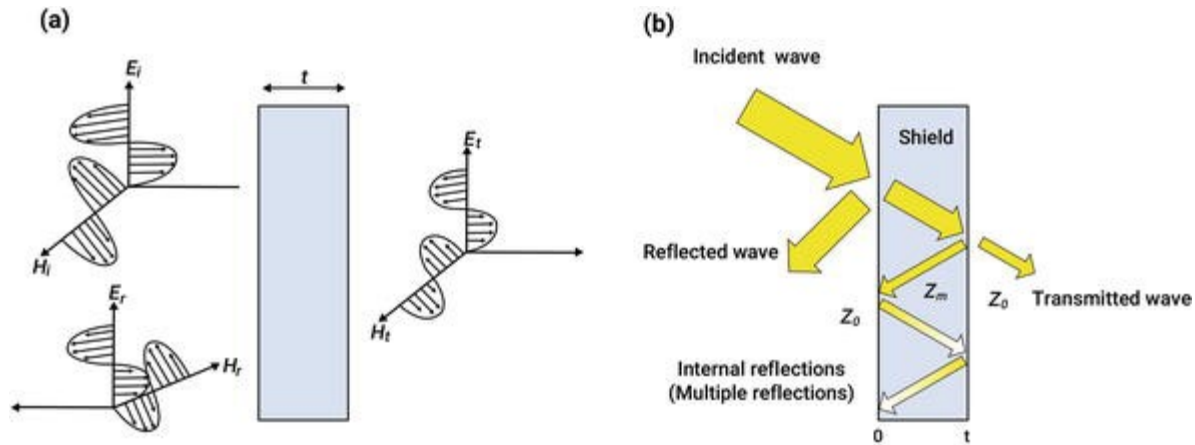 (a)
t
Ei
Hi
Er
Hr
Et
Ht
(b)
Incident wave
Shield
Reflected wave
Zm
Z0
Z0
Transmitted wave
Internal reflections
(Multiple reflections)
0
t